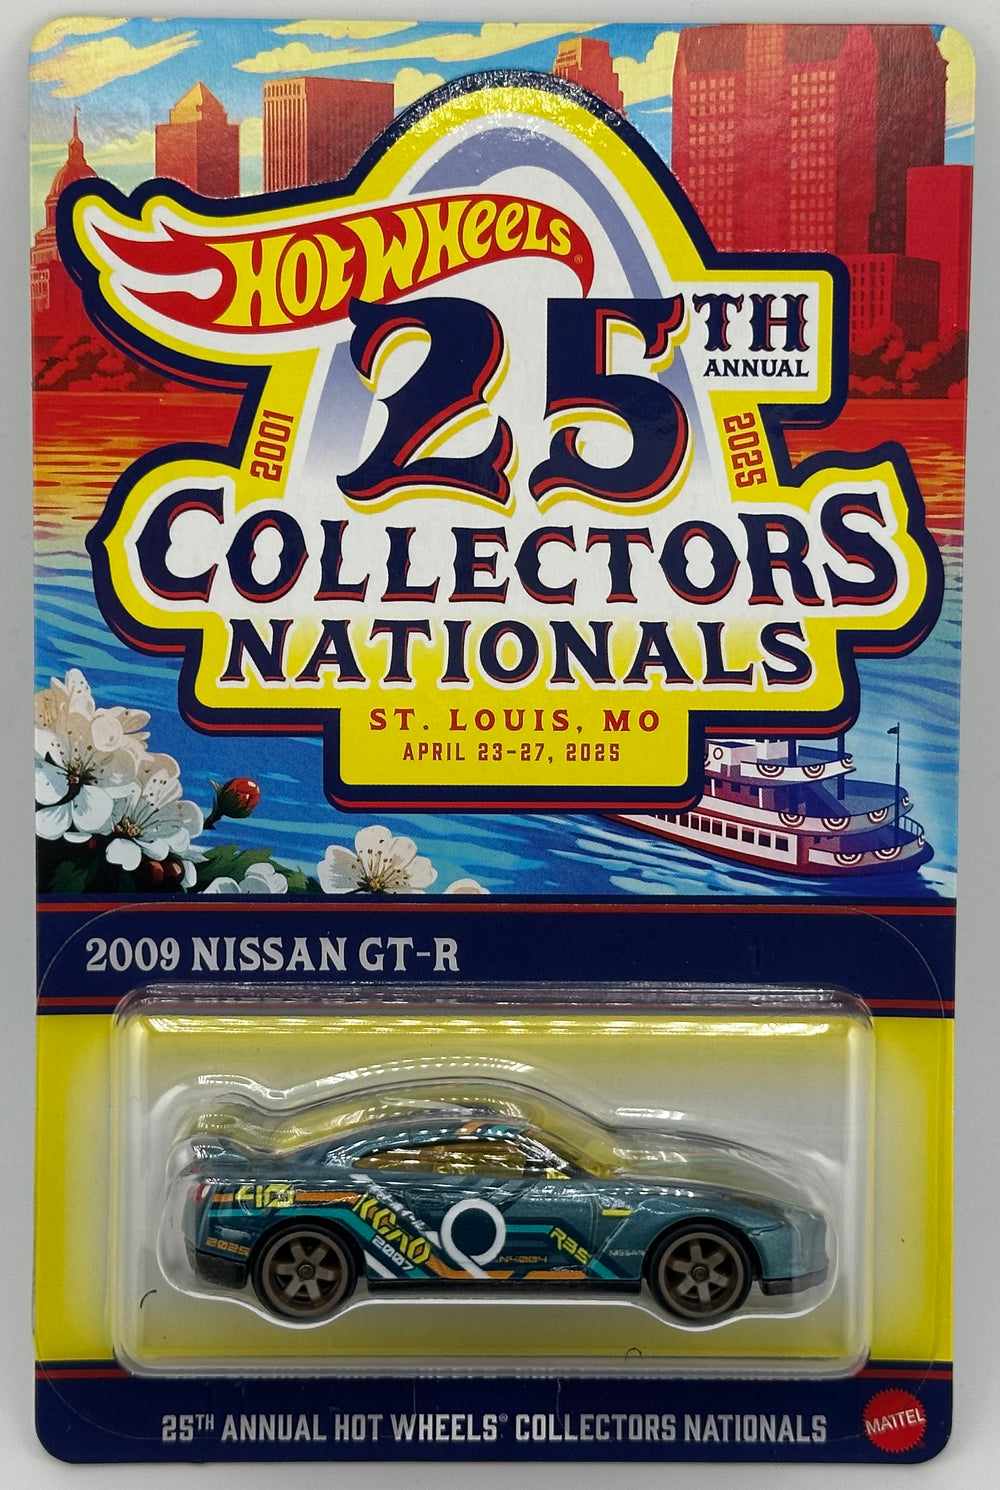 HOT WHEELS®
25TH
ANNUAL
2001
2025
COLLECTORS
NATIONALS
ST. LOUIS, MO
APRIL 23-27, 2025
2009 NISSAN GT-R
2025
2007
R35
NISSAN
25TH ANNUAL HOT WHEELS® COLLECTORS NATIONALS
MATTEL